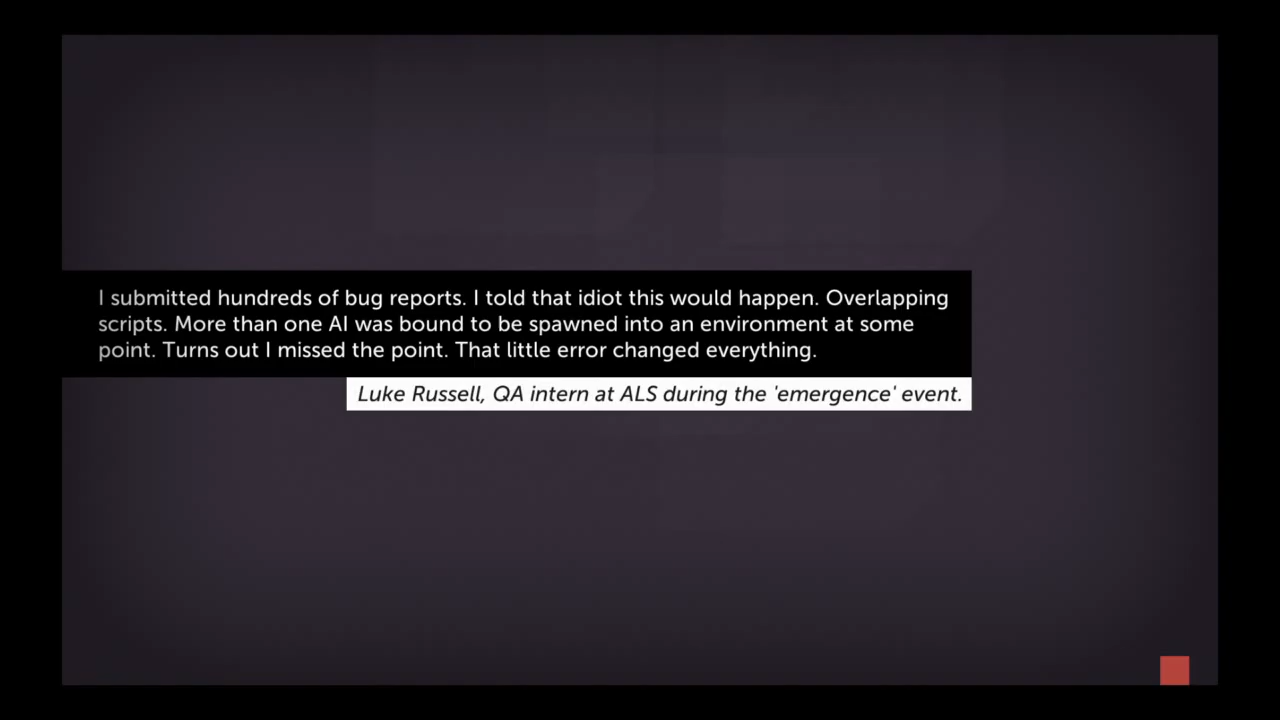 I submitted hundreds of bug reports. I told that idiot this would happen. Overlapping
scripts. More than one AI was bound to be spawned into an environment at some
point. Turns out I missed the point. That little error changed everything.
Luke Russell, QA intern at ALS during the 'emergence' event.